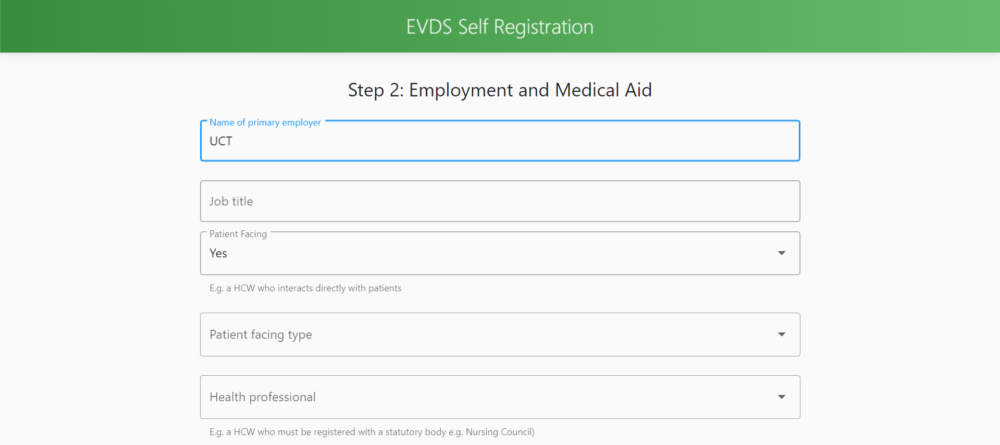 EVDS Self Registration
Step 2: Employment and Medical Aid
Name of primary employer
UCT
Job title
Patient Facing
Yes
E.g. a HCW who interacts directly with patients
Patient facing type
Health professional
E.g. a HCW who must be registered with a statutory body e.g. Nursing Council)